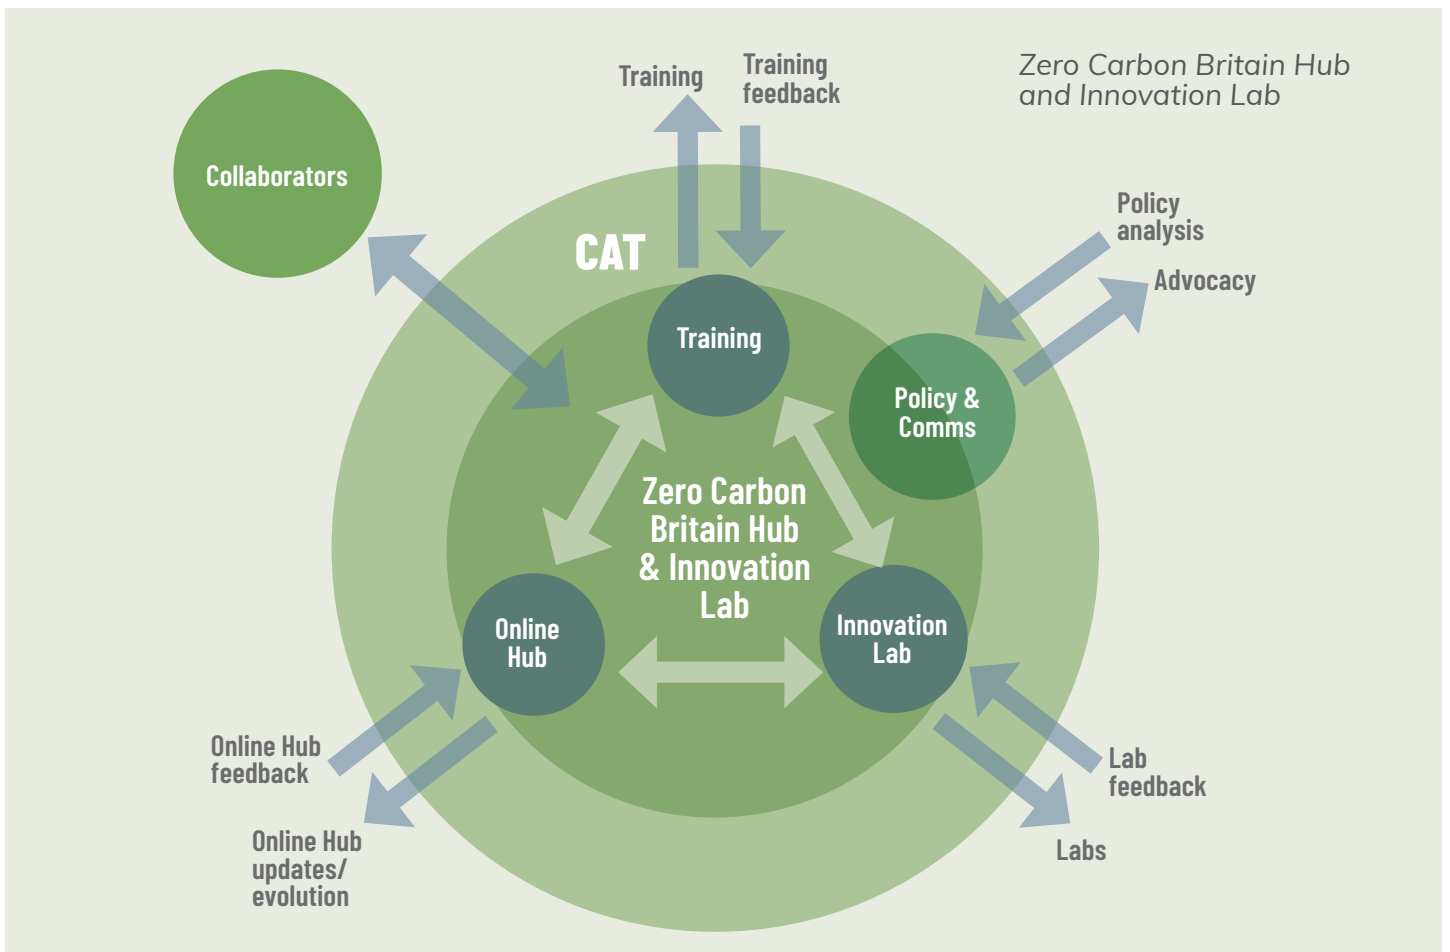 Zero Carbon Britain Hub
and Innovation Lab
Training
Training
feedback
Collaborators
CAT
Policy
analysis
Advocacy
Training
Policy &
Comms
Zero Carbon
Britain Hub
& Innovation
Lab
Online
Hub
Innovation
Lab
Online Hub
feedback
Online Hub
updates/
evolution
Lab
feedback
Labs